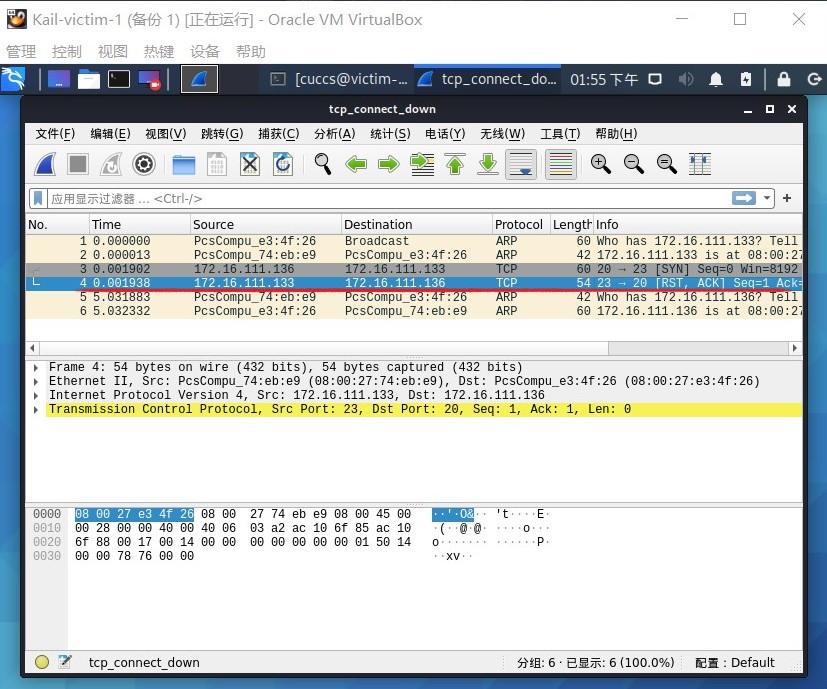 Kail-victim-1 (备份 1) [正在运行] - Oracle VM VirtualBox
管理 控制 视图 热键 设备 帮助
[cuccs@victim-... tcp_connect_do... 01:55 下午
tcp_connect_down
文件(F) 编辑(E) 视图(V) 跳转(G) 捕获(C) 分析(A) 统计(S) 电话(Y) 无线(W) 工具(T) 帮助(H)
应用显示过滤器 … <Ctrl-/>
No. Time Source Destination Protocol Length Info
1 0.000000 PcsCompu_e3:4f:26 Broadcast ARP 60 Who has 172.16.111.133? Tell
2 0.000013 PcsCompu_74:eb:e9 PcsCompu_e3:4f:26 ARP 42 172.16.111.133 is at 08:00:27
3 0.001902 172.16.111.136 172.16.111.133 TCP 60 20 → 23 [SYN] Seq=0 Win=8192
4 0.001938 172.16.111.133 172.16.111.136 TCP 54 23 → 20 [RST, ACK] Seq=1 Ack=
5 5.031883 PcsCompu_74:eb:e9 PcsCompu_e3:4f:26 ARP 42 Who has 172.16.111.136? Tell
6 5.032332 PcsCompu_e3:4f:26 PcsCompu_74:eb:e9 ARP 60 172.16.111.136 is at 08:00:27
Frame 4: 54 bytes on wire (432 bits), 54 bytes captured (432 bits)
Ethernet II, Src: PcsCompu_74:eb:e9 (08:00:27:74:eb:e9), Dst: PcsCompu_e3:4f:26 (08:00:27:e3:4f:26)
Internet Protocol Version 4, Src: 172.16.111.133, Dst: 172.16.111.136
Transmission Control Protocol, Src Port: 23, Dst Port: 20, Seq: 1, Ack: 1, Len: 0
0000 08 00 27 e3 4f 26 08 00 27 74 eb e9 08 00 45 00 ··'·O&·· 't····E·
0010 00 28 00 00 40 00 40 06 03 a2 ac 10 6f 85 ac 10 ·(··@·@· ····o···
0020 6f 88 00 17 00 14 00 00 00 00 00 00 00 01 50 14 o······· ······P·
0030 00 00 78 76 00 00 ··xv··
tcp_connect_down 分组: 6 · 已显示: 6 (100.0%) 配置：Default